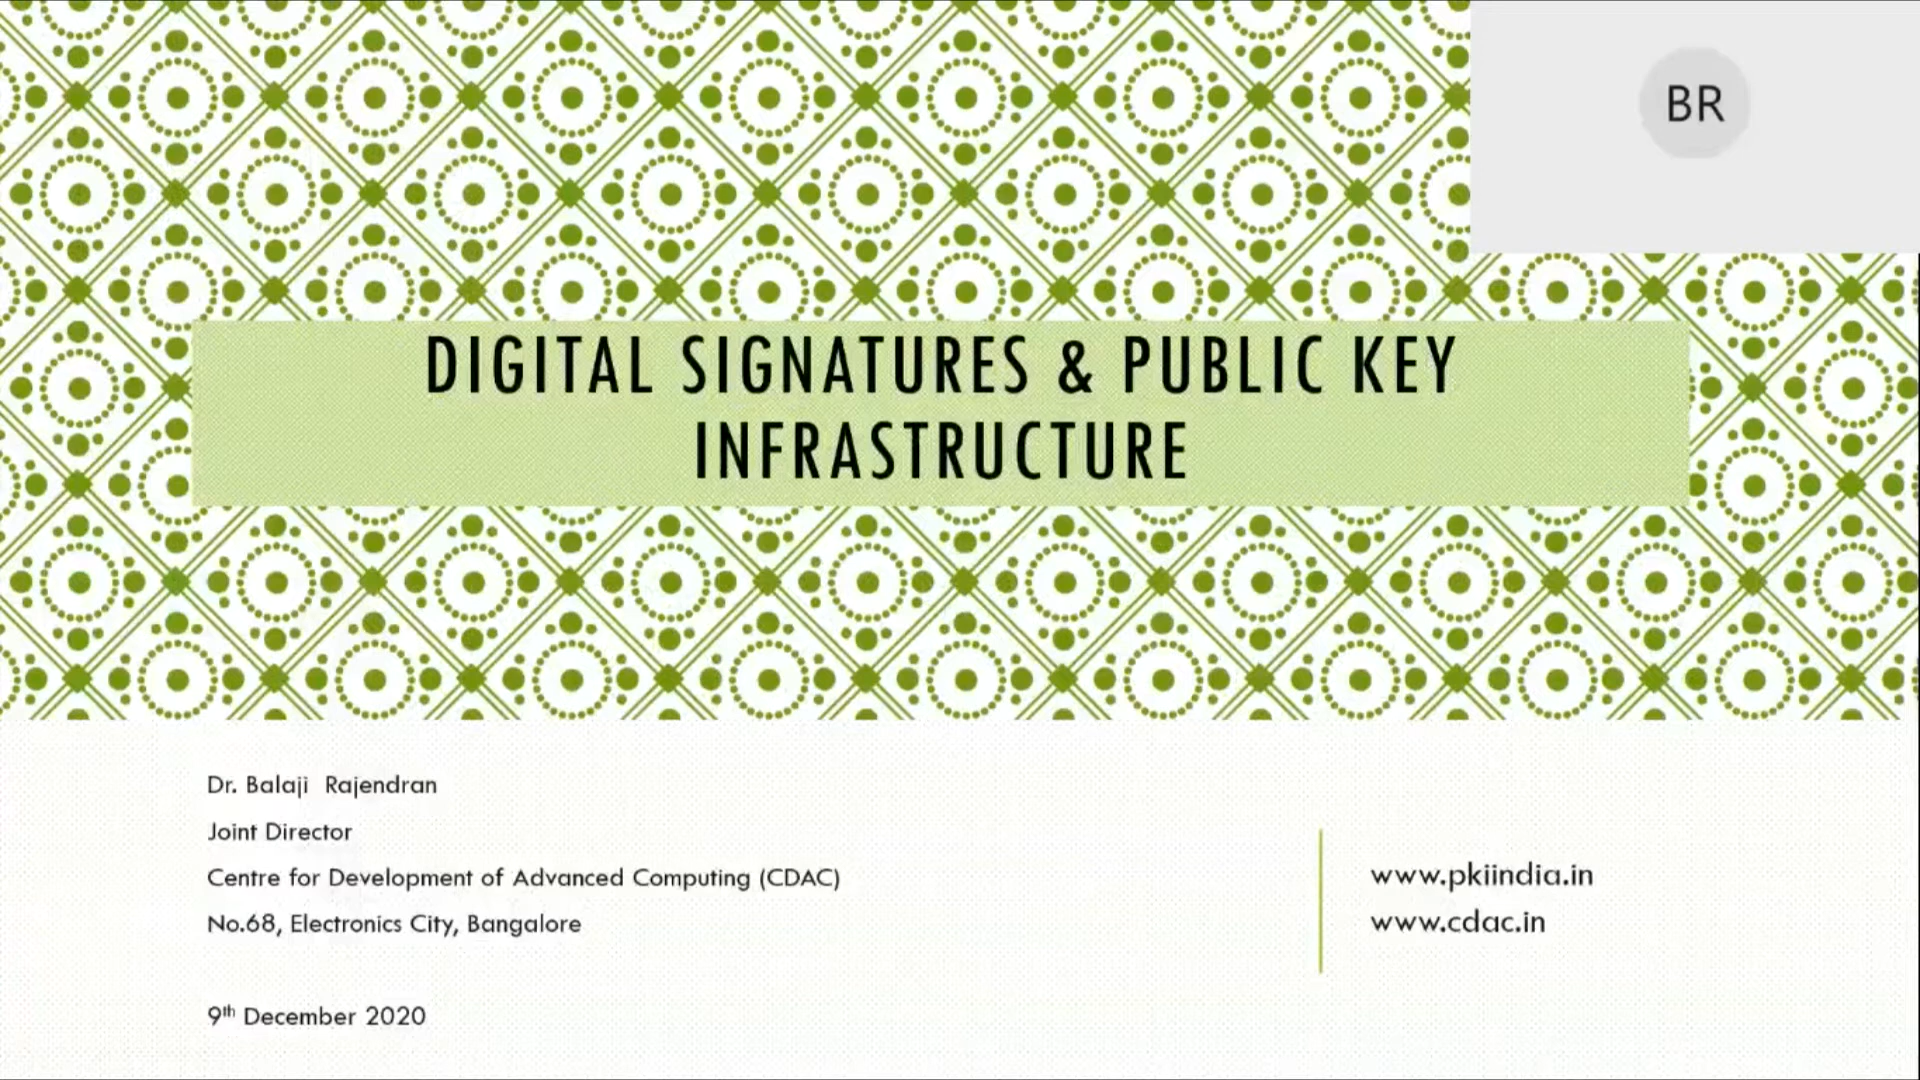 BR
DIGITAL SIGNATURES & PUBLIC KEY
INFRASTRUCTURE
Dr. Balaji Rajendran
Joint Director
Centre for Development of Advanced Computing (CDAC)
No.68, Electronics City, Bangalore
9th December 2020
www.pkiindia.in
www.cdac.in